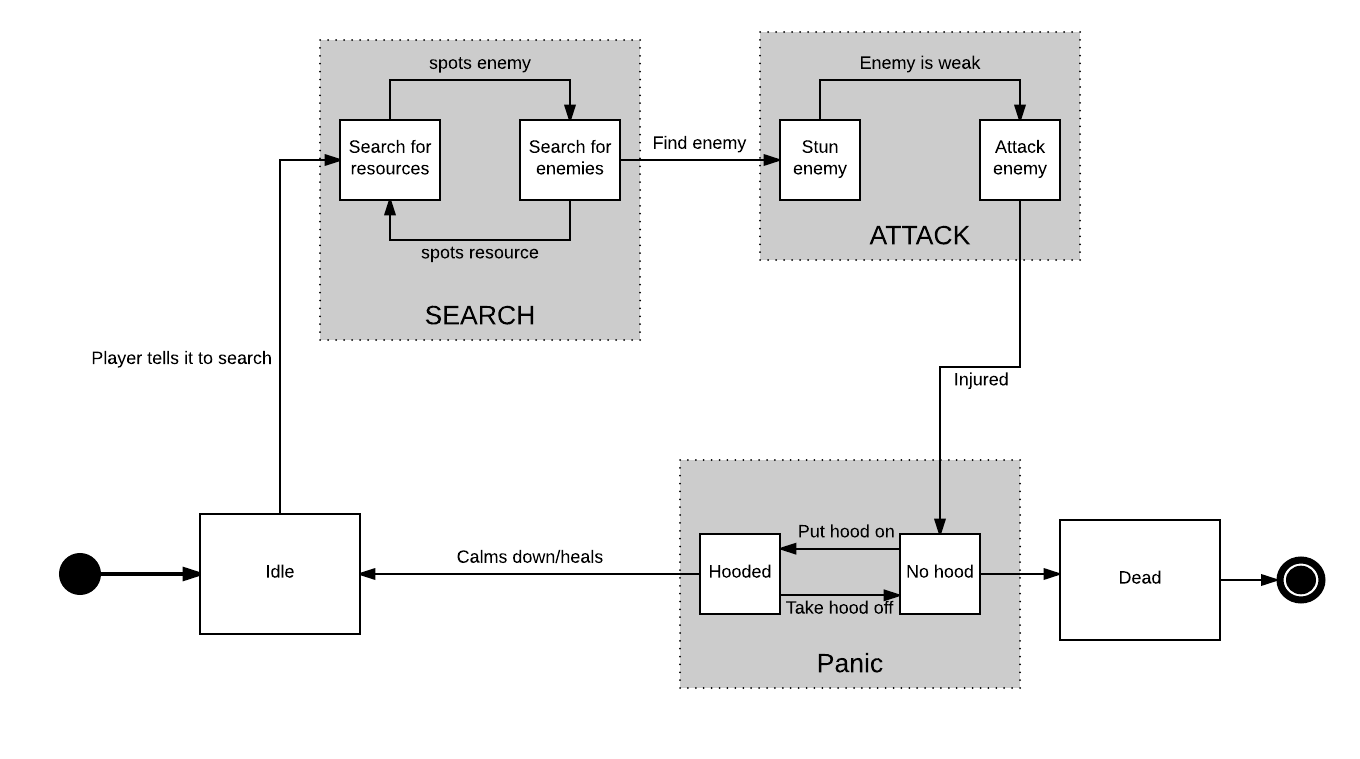 spots enemy
Search for
resources
Search for
enemies
spots resource
SEARCH
Find enemy
Enemy is weak
Stun
enemy
Attack
enemy
ATTACK
Player tells it to search
Injured
Idle
Calms down/heals
Put hood on
Hooded
No hood
Take hood off
Panic
Dead